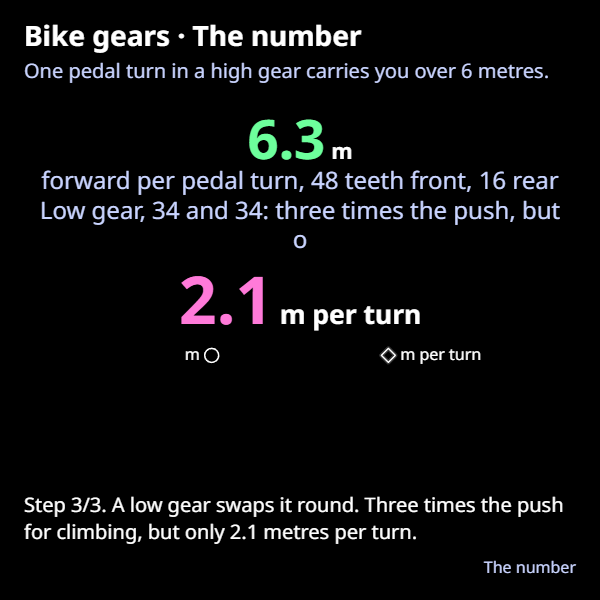 Bike gears · The number
One pedal turn in a high gear carries you over 6 metres.
6.3 m
forward per pedal turn, 48 teeth front, 16 rear
Low gear, 34 and 34: three times the push, but
o
2.1 m per turn
m
m per turn
Step 3/3. A low gear swaps it round. Three times the push
for climbing, but only 2.1 metres per turn.
The number